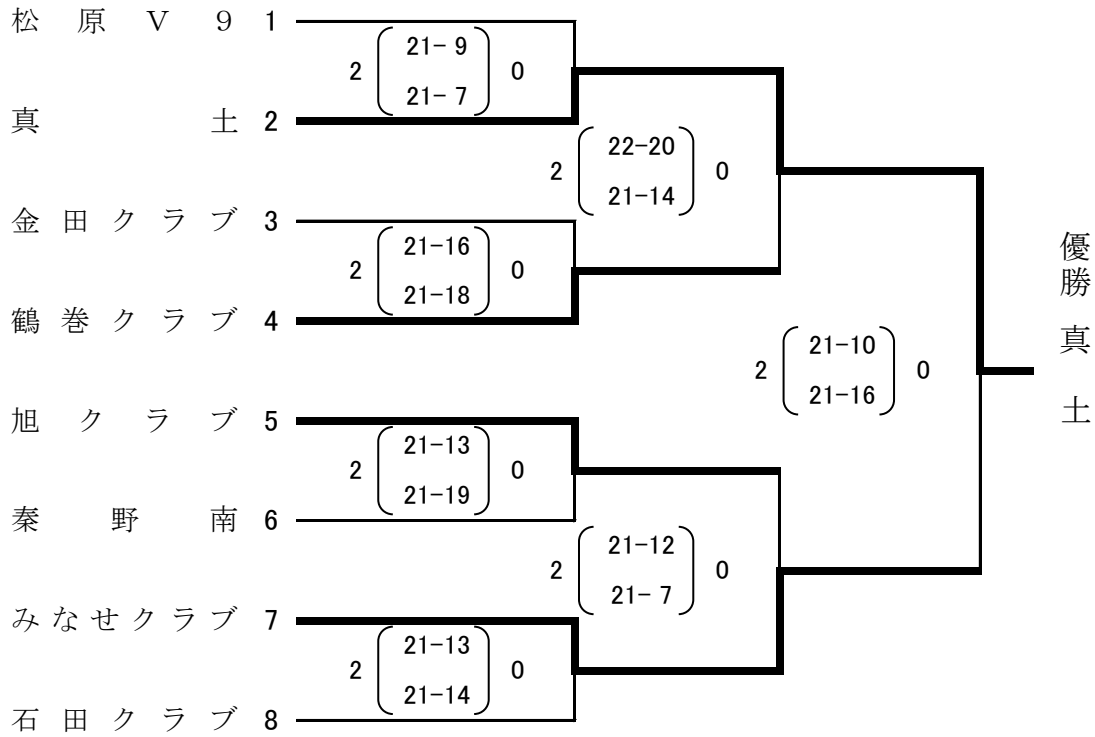 松原Ｖ９ 1
21- 9
2 0
21- 7
真土 2
22-20
2 0
21-14
金田クラブ 3
21-16
2 0
21-18
鶴巻クラブ 4
優勝 真土
21-10
2 0
21-16
旭クラブ 5
21-13
2 0
21-19
秦野南 6
21-12
2 0
21- 7
みなせクラブ 7
21-13
2 0
21-14
石田クラブ 8